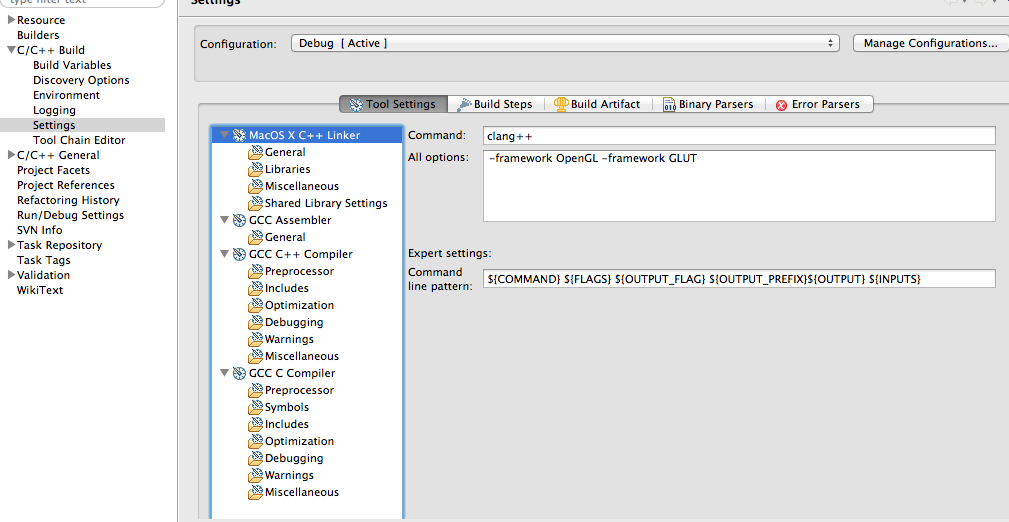 type filter text
Resource
Builders
C/C++ Build
Build Variables
Discovery Options
Environment
Logging
Settings
Tool Chain Editor
C/C++ General
Project Facets
Project References
Refactoring History
Run/Debug Settings
SVN Info
Task Repository
Task Tags
Validation
WikiText
Settings
Configuration: Debug [ Active ] Manage Configurations...
Tool Settings Build Steps Build Artifact Binary Parsers Error Parsers
MacOS X C++ Linker
General
Libraries
Miscellaneous
Shared Library Settings
GCC Assembler
General
GCC C++ Compiler
Preprocessor
Includes
Optimization
Debugging
Warnings
Miscellaneous
GCC C Compiler
Preprocessor
Symbols
Includes
Optimization
Debugging
Warnings
Miscellaneous
Command: clang++
All options: -framework OpenGL -framework GLUT
Expert settings:
Command
line pattern: ${COMMAND} ${FLAGS} ${OUTPUT_FLAG} ${OUTPUT_PREFIX}${OUTPUT} ${INPUTS}